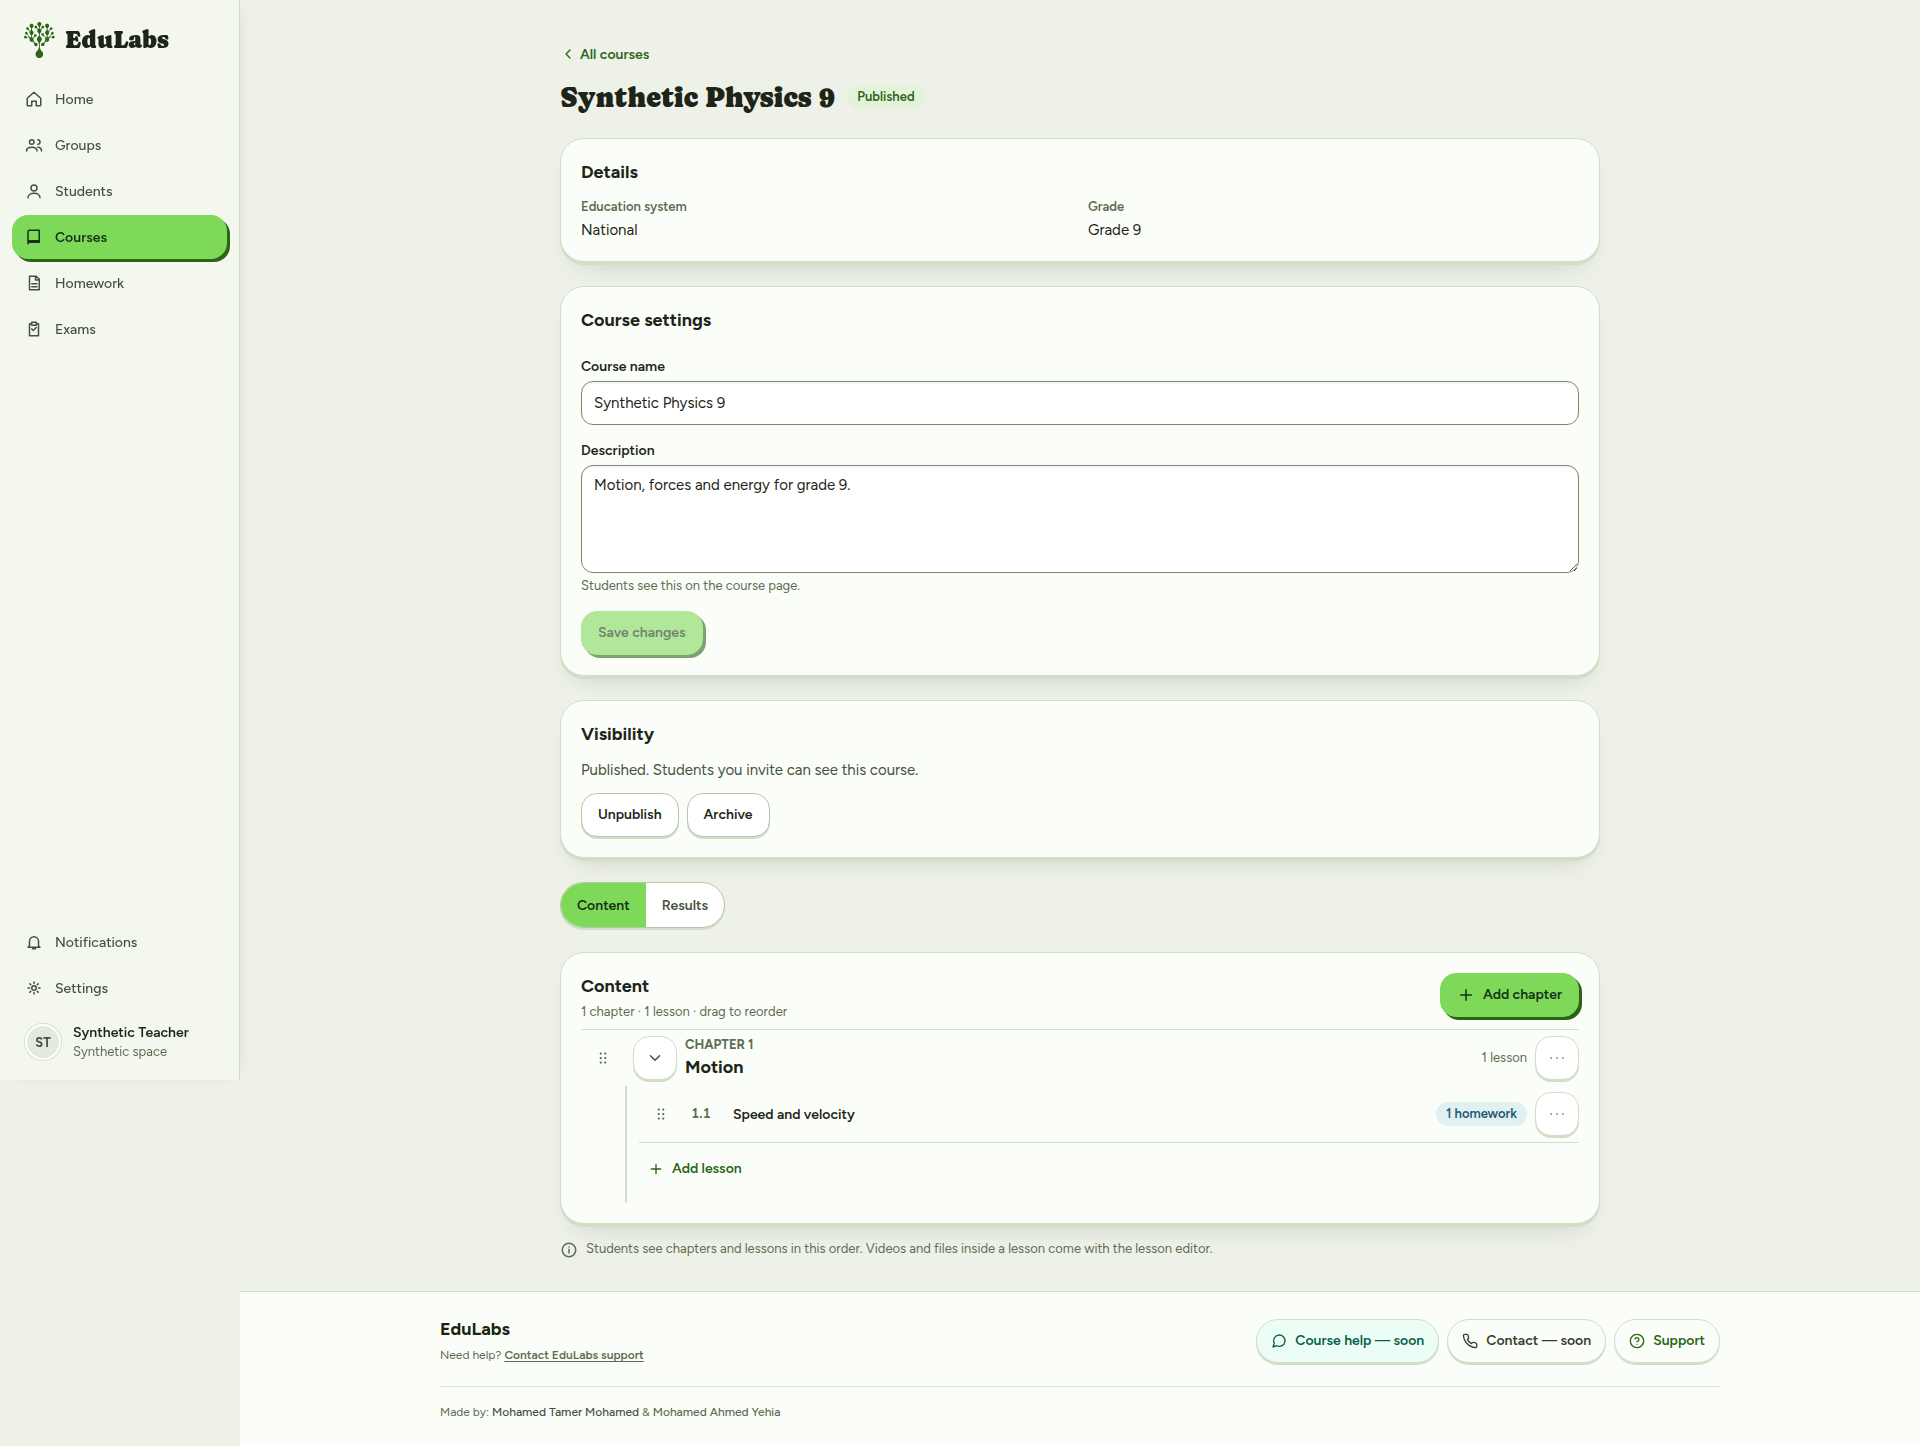 EduLabs
Home
Groups
Students
Courses
Homework
Exams
Notifications
Settings
ST
Synthetic Teacher
Synthetic space
All courses
Synthetic Physics 9 Published
Details
Education system Grade
National Grade 9
Course settings
Course name
Synthetic Physics 9
Description
Motion, forces and energy for grade 9.
Students see this on the course page.
Save changes
Visibility
Published. Students you invite can see this course.
Unpublish Archive
Content Results
Content
1 chapter · 1 lesson · drag to reorder
Add chapter
CHAPTER 1
Motion
1 lesson
1.1 Speed and velocity 1 homework
Add lesson
Students see chapters and lessons in this order. Videos and files inside a lesson come with the lesson editor.
EduLabs
Need help? Contact EduLabs support
Course help — soon Contact — soon Support
Made by: Mohamed Tamer Mohamed & Mohamed Ahmed Yehia